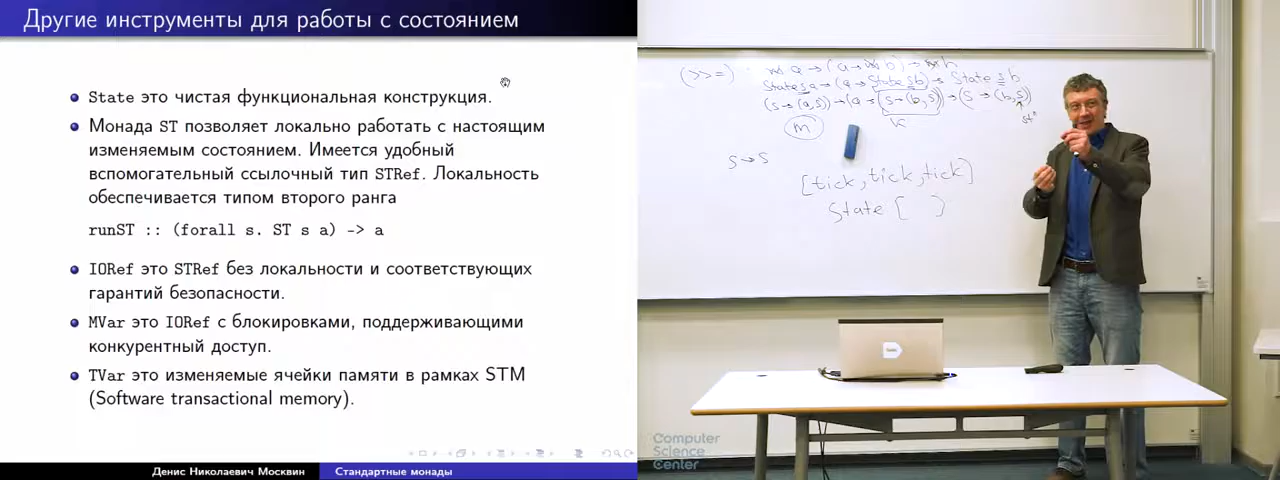 Другие инструменты для работы с состоянием
State это чистая функциональная конструкция.
Монада ST позволяет локально работать с настоящим
изменяемым состоянием. Имеется удобный
вспомогательный ссылочный тип STRef. Локальность
обеспечивается типом второго ранга
runST :: (forall s. ST s a) -> a
IORef это STRef без локальности и соответствующих
гарантий безопасности.
MVar это IORef с блокировками, поддерживающими
конкурентный доступ.
TVar это изменяемые ячейки памяти в рамках STM
(Software transactional memory).
Денис Николаевич Москвин
Стандартные монады
(>>=)
State s a → (a → State s b) → State s b
(s → (a, s)) → (a → (s → (b, s))) → (s → (b, s))
m
k
s → s
[tick, tick, tick]
State [ ]
Computer
Science
Center